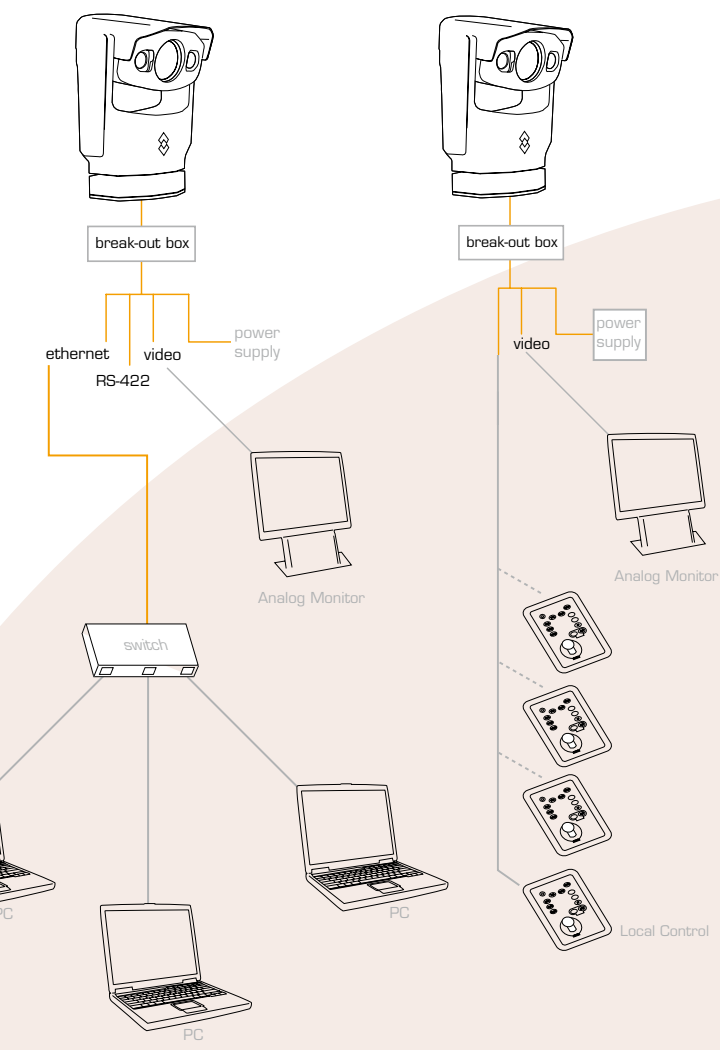 break-out box
ethernet
RS-422
video
power
supply
Analog Monitor
switch
PC
PC
PC
break-out box
video
power
supply
Analog Monitor
Local Control